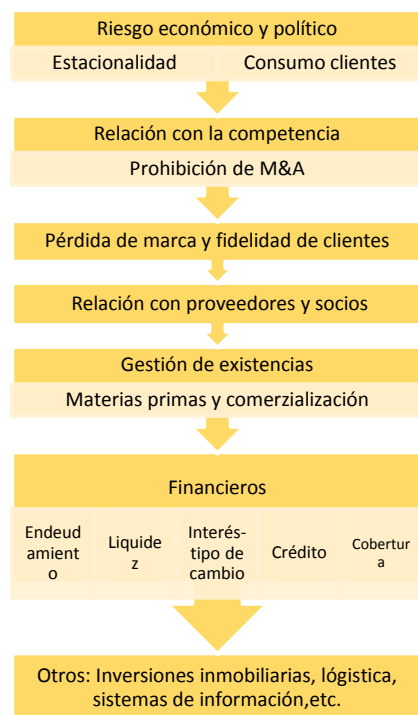 Riesgo económico y político
Estacionalidad
Consumo clientes
Relación con la competencia
Prohibición de M&A
Pérdida de marca y fidelidad de clientes
Relación con proveedores y socios
Gestión de existencias
Materias primas y comerzialización
Financieros
Endeud
amient
o
Liquide
z
Interés-
tipo de
cambio
Crédito
Cobertur
a
Otros: Inversiones inmobiliarias, lógistica,
sistemas de información,etc.